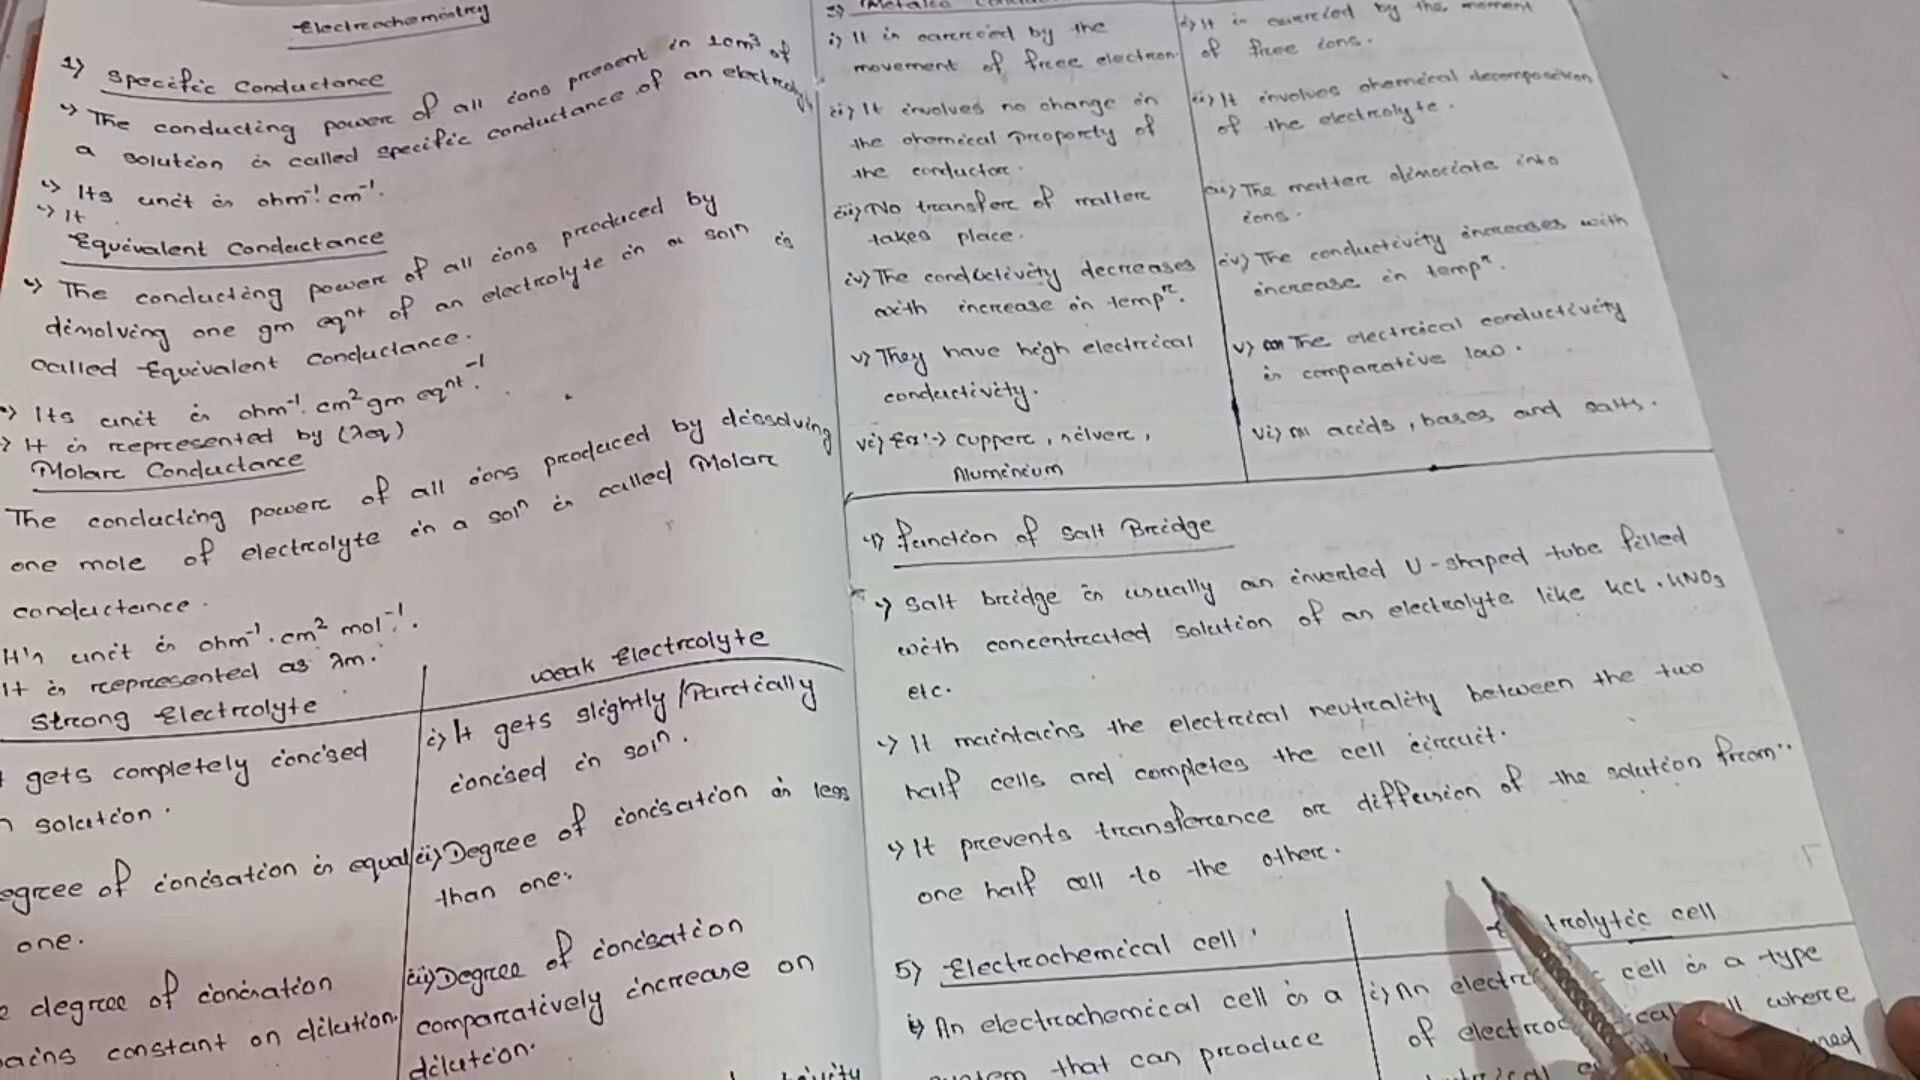 Electrochemistry
1) Specific Conductance
↳ The conducting power of all ions present in 1cm³ of
a solution is called specific conductance of an electrolyte
↳ Its unit is ohm⁻¹ cm⁻¹.
↳ It
Equivalent Conductance
↳ The conducting power of all ions produced by
dissolving one gm eqⁿᵗ of an electrolyte in a solⁿ is
called Equivalent conductance.
↳ Its unit is ohm⁻¹. cm² gm eqⁿᵗ⁻¹.
↳ It is represented by (λeq)
Molar Conductance
The conducting power of all ions produced by dissolving
one mole of electrolyte in a solⁿ is called Molar
conductance.
It's unit is ohm⁻¹. cm² mol⁻¹.
It is represented as λm.
Strong Electrolyte
gets completely ionised
solution.
degree of ionisation is equal
one.
degree of ionisation
constant on dilution.
weak Electrolyte
i) It gets slightly/Partially
ionised in solⁿ.
ii) Degree of ionisation is less
than one.
iii) Degree of ionisation
comparatively increase on
dilution.
3) Metallic
i) It is carried by the
movement of free electron
ii) It involves no change in
the chemical property of
the conductor.
iii) No transfer of matter
takes place.
iv) The conductivity decreases
with increase in tempʳ.
v) They have high electrical
conductivity.
vi) Ex:-> Copper, silver,
Aluminium
i) It is carried by the moment
of free ions.
ii) It involves chemical decomposition
of the electrolyte.
iii) The matter dissociate into
ions.
iv) The conductivity increases with
increase in tempʳ.
v) The electrical conductivity
is comparative low.
vi) All acids, bases and salts.
4) Function of Salt Bridge
↳ Salt bridge is usually an inverted U-shaped tube filled
with concentrated solution of an electrolyte like KCl. KNO₃
etc.
↳ It maintains the electrical neutrality between the two
half cells and completes the cell circuit.
↳ It prevents transference or diffusion of the solution from
one half cell to the other.
5) Electrochemical cell
i) An electrochemical cell is a
that can produce
cell
i) An cell is a type
of where